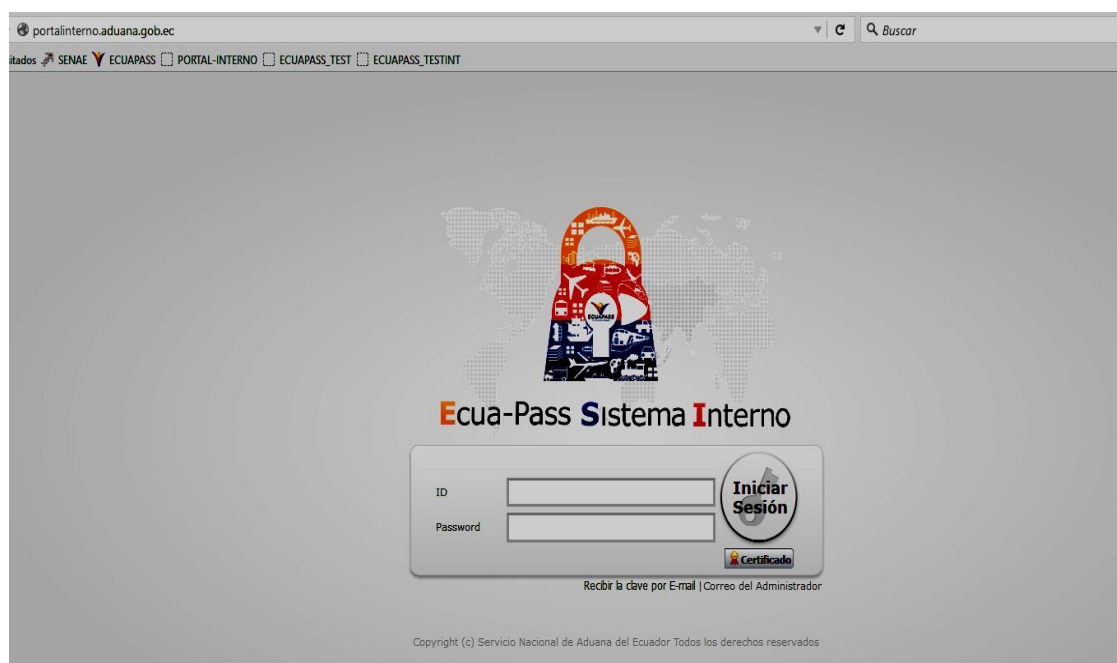 portalinterno.aduana.gob.ec Buscar
itados SENAE ECUAPASS PORTAL-INTERNO ECUAPASS_TEST ECUAPASS_TESTINT
ECUAPASS
Ecua-Pass Sistema Interno
ID
Iniciar Sesión
Password
Certificado
Recibir la clave por E-mail | Correo del Administrador
Copyright (c) Servicio Nacional de Aduana del Ecuador Todos los derechos reservados